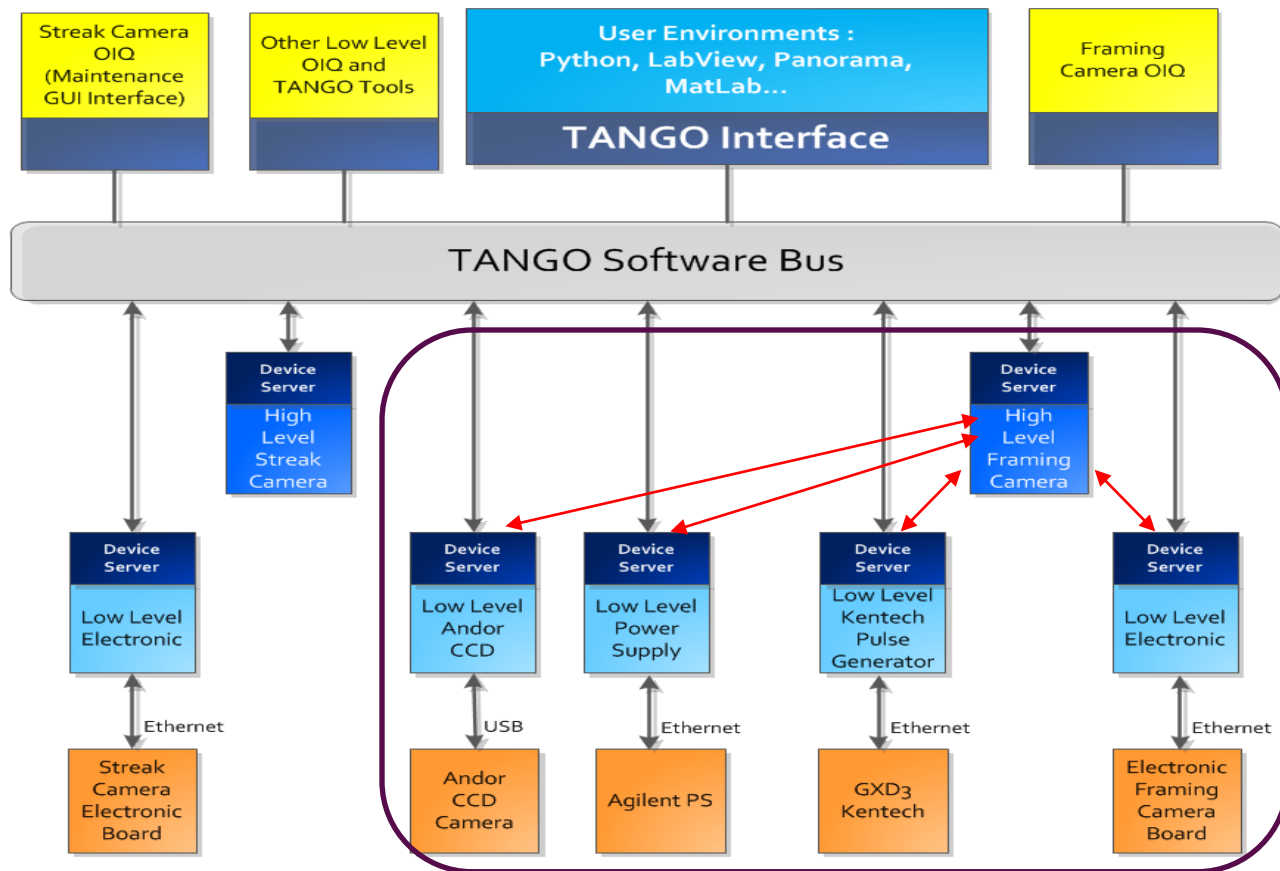 Streak Camera
OIQ
(Maintenance
GUI Interface)
Other Low Level
OIQ and
TANGO Tools
User Environments :
Python, LabView, Panorama,
MatLab...
TANGO Interface
Framing
Camera OIQ
TANGO Software Bus
Device
Server
High
Level
Streak
Camera
Device
Server
High
Level
Framing
Camera
Device
Server
Low Level
Electronic
Device
Server
Low Level
Andor
CCD
Device
Server
Low Level
Power
Supply
Device
Server
Low Level
Kentech
Pulse
Generator
Device
Server
Low Level
Electronic
Ethernet
USB
Ethernet
Ethernet
Ethernet
Streak
Camera
Electronic
Board
Andor
CCD
Camera
Agilent PS
GXD3
Kentech
Electronic
Framing
Camera
Board